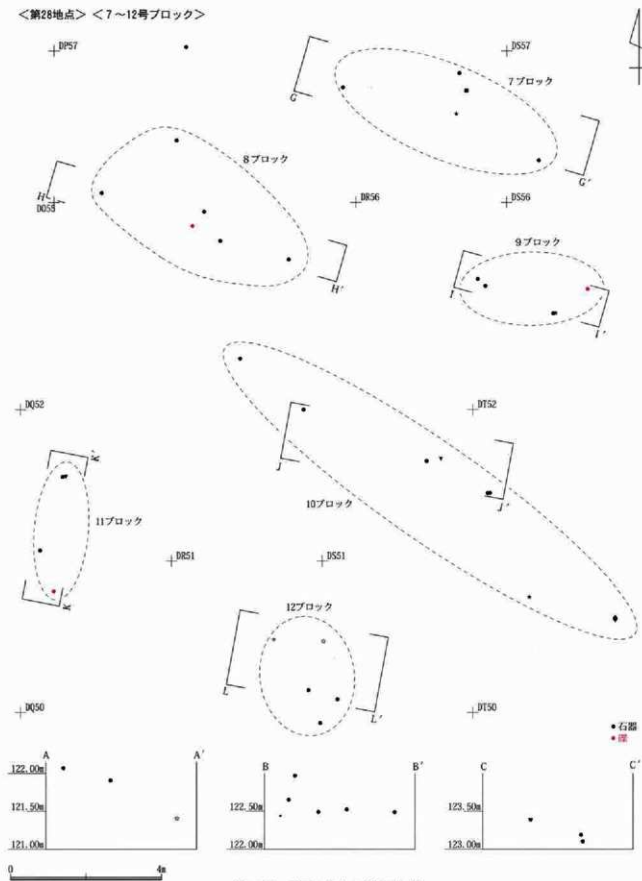 <第28地点> <7～12号ブロック>
DP57
DS57
7ブロック
G
G′
8ブロック
H
DR56
DS56
H′
9ブロック
I
I′
DQ52
DT52
J
J′
10ブロック
K′
11ブロック
K
DR51
DS51
12ブロック
L
L′
DQ50
DT50
●石器
●礫
A A′
122.00m
121.50m
121.00m
B B′
122.50m
122.00m
C C′
123.50m
123.00m
0 4m